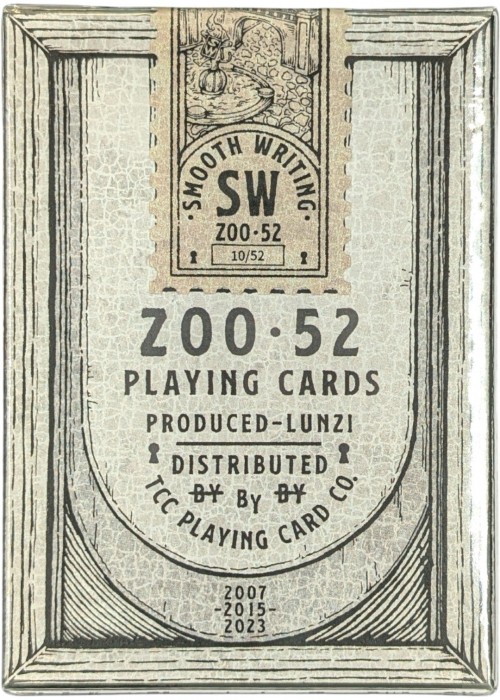 ·SMOOTH WRITING·
SW
ZOO·52
10/52
ZOO·52
PLAYING CARDS
PRODUCED-LUNZI
DISTRIBUTED
BY BY BY
TCC PLAYING CARD CO.
2007
-2015-
2023